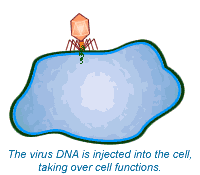 The virus DNA is injected into the cell,
taking over cell functions.